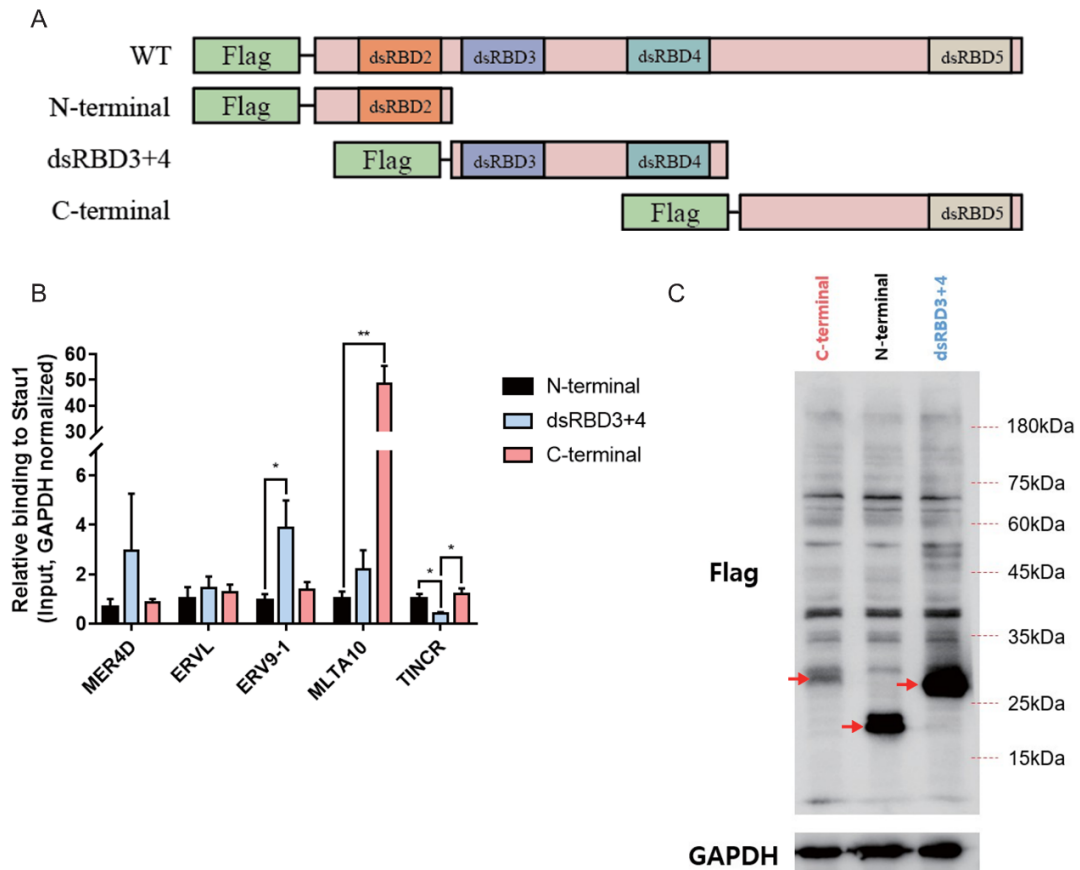 A
WT Flag dsRBD2 dsRBD3 dsRBD4 dsRBD5
N-terminal Flag dsRBD2
dsRBD3+4 Flag dsRBD3 dsRBD4
C-terminal Flag dsRBD5
B
Relative binding to Stau1
(Input, GAPDH normalized)
60
50
40
30
6
4
2
0
*
**
*
*
MER4D
ERVL
ERV9-1
MLTA10
TINCR
N-terminal
dsRBD3+4
C-terminal
C
C-terminal
N-terminal
dsRBD3+4
Flag
180kDa
75kDa
60kDa
45kDa
35kDa
25kDa
15kDa
GAPDH